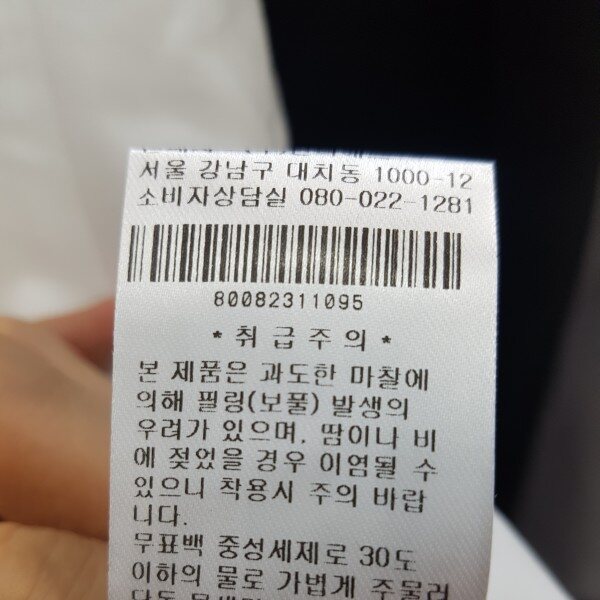 서울 강남구 대치동 1000-12
소비자상담실 080-022-1281
80082311095
* 취 급 주 의 *
본 제품은 과도한 마찰에
의해 필링(보풀) 발생의
우려가 있으며, 땀이나 비
에 젖었을 경우 이염될 수
있으니 착용시 주의 바랍
니다.
무표백 중성세제로 30도
이하의 물로 가볍게 주물러